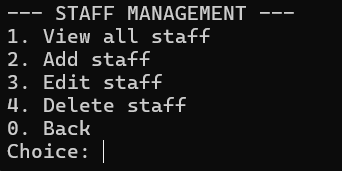 --- STAFF MANAGEMENT ---
1. View all staff
2. Add staff
3. Edit staff
4. Delete staff
0. Back
Choice: